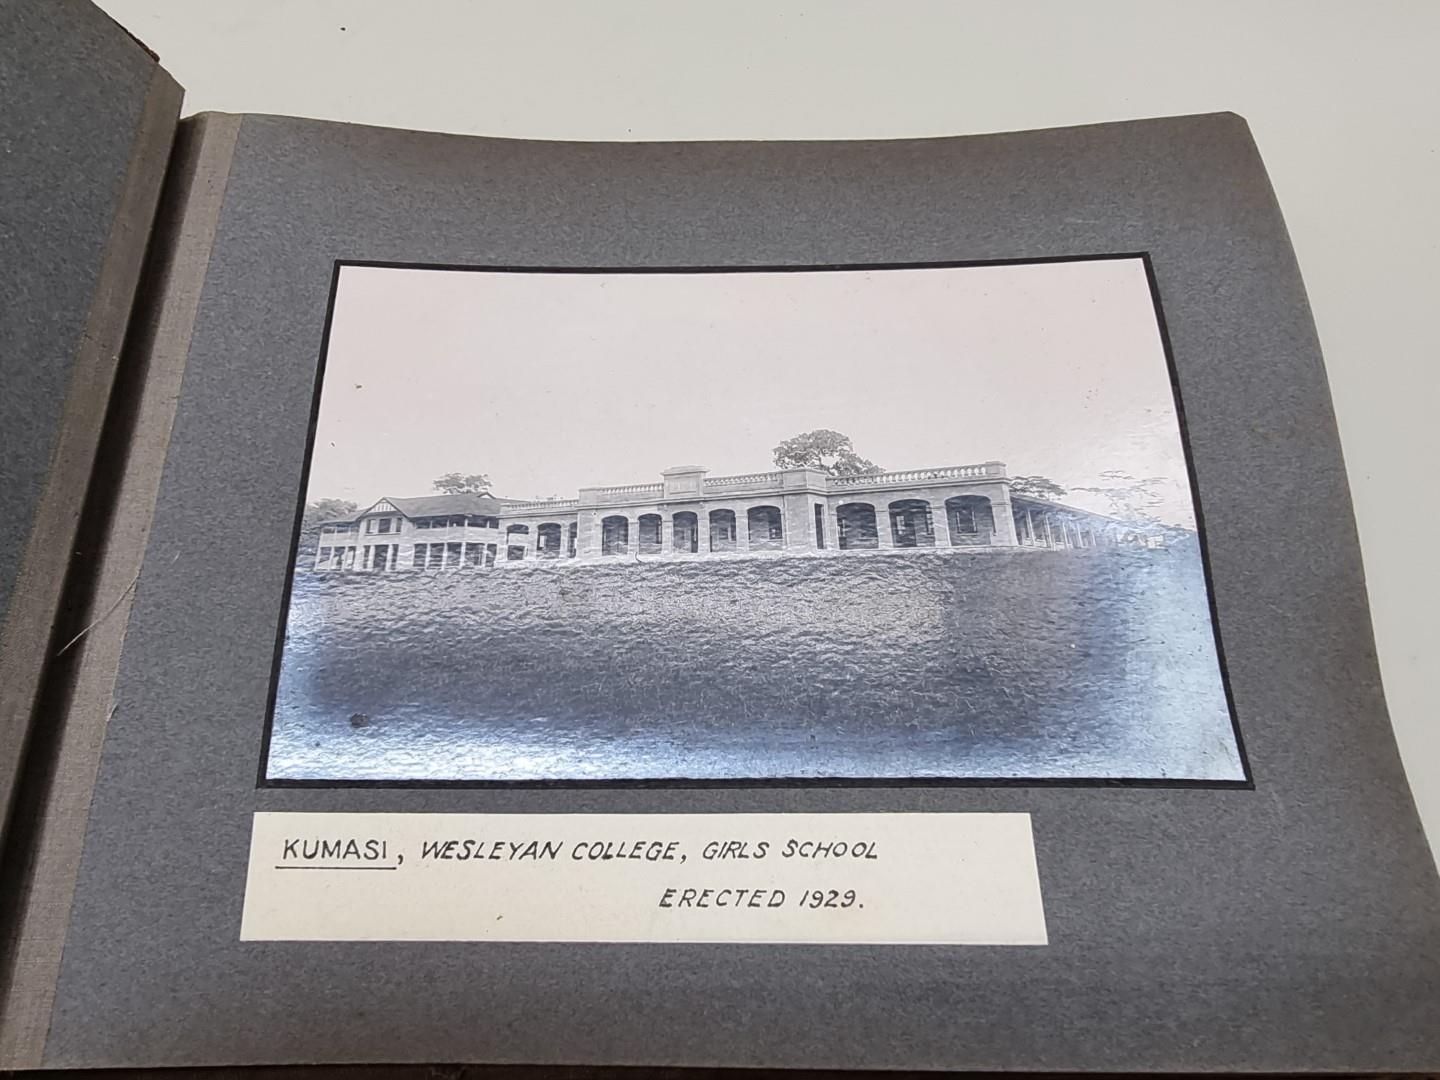 KUMASI, WESLEYAN COLLEGE, GIRLS SCHOOL
ERECTED 1929.